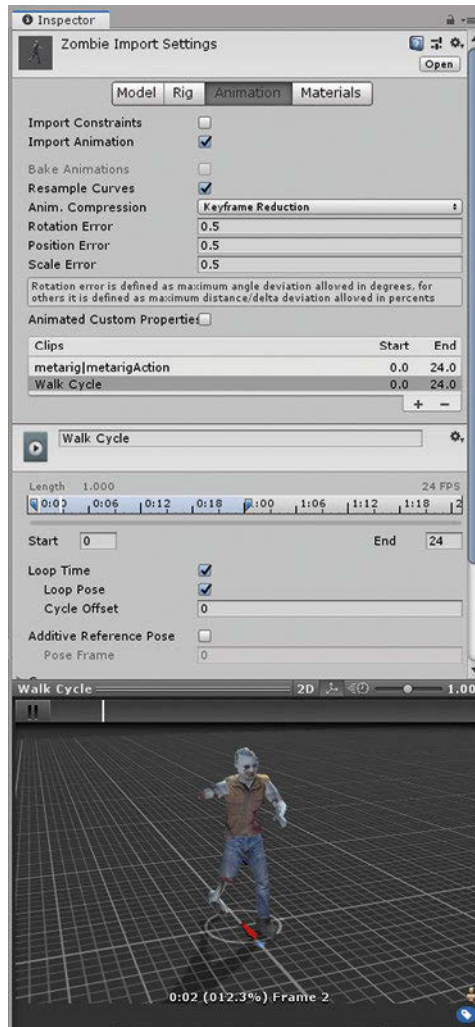 Inspector
Zombie Import Settings
Open
Model Rig Animation Materials
Import Constraints
Import Animation
Bake Animations
Resample Curves
Anim. Compression Keyframe Reduction
Rotation Error 0.5
Position Error 0.5
Scale Error 0.5
Rotation error is defined as maximum angle deviation allowed in degrees, for
others it is defined as maximum distance/delta deviation allowed in percents
Animated Custom Properties
Clips Start End
metarig|metarigAction 0.0 24.0
Walk Cycle 0.0 24.0
+ −
Walk Cycle
Length 1.000 24 FPS
0:00 0:06 0:12 0:18 1:00 1:06 1:12 1:18 2
Start 0 End 24
Loop Time
Loop Pose
Cycle Offset 0
Additive Reference Pose
Pose Frame 0
Walk Cycle 2D 1.00
0:02 (012.3%) Frame 2